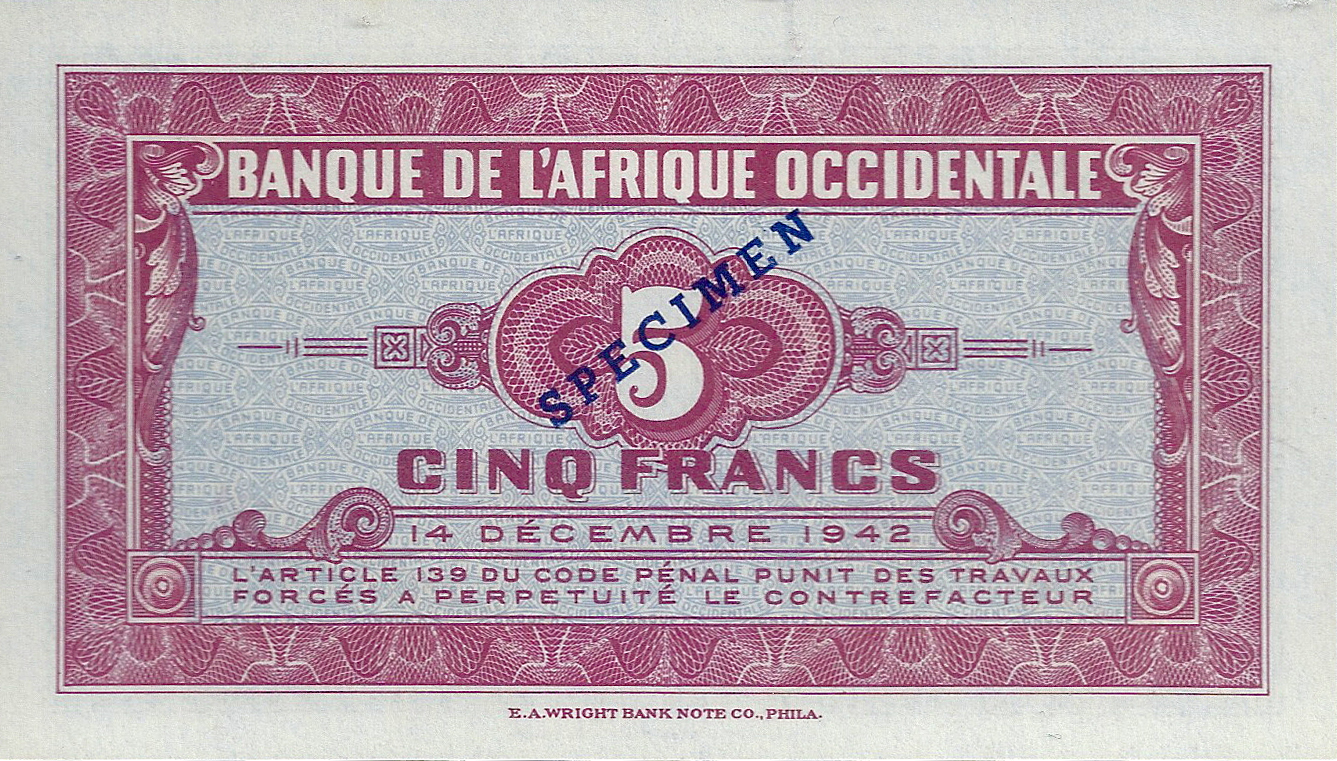 BANQUE DE L'AFRIQUE OCCIDENTALE
5
SPECIMEN
CINQ FRANCS
14 DÉCEMBRE 1942
L'ARTICLE 139 DU CODE PÉNAL PUNIT DES TRAVAUX
FORCÉS A PERPETUITÉ LE CONTREFACTEUR
E.A.WRIGHT BANK NOTE CO., PHILA.